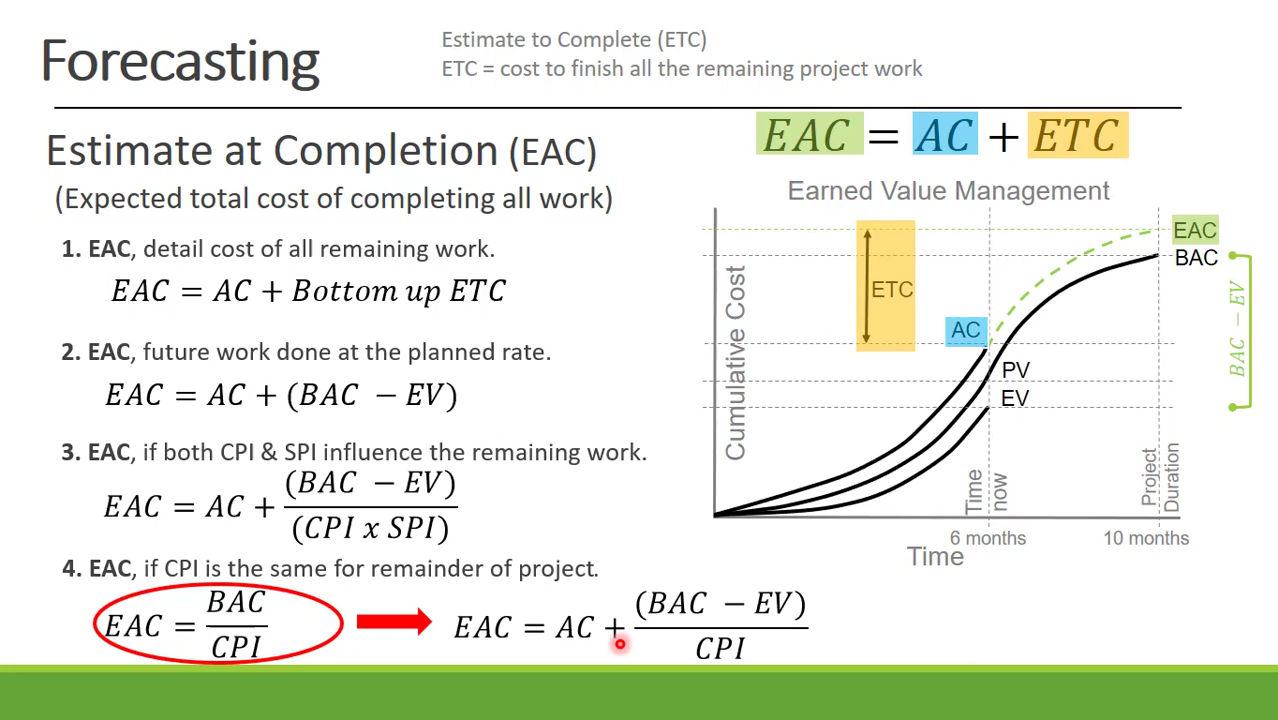 Forecasting
Estimate to Complete (ETC)
ETC = cost to finish all the remaining project work
Estimate at Completion (EAC)
(Expected total cost of completing all work)
1. EAC, detail cost of all remaining work.
EAC = AC + Bottom up ETC
2. EAC, future work done at the planned rate.
EAC = AC + (BAC − EV)
3. EAC, if both CPI & SPI influence the remaining work.
EAC = AC + (BAC − EV) / (CPI x SPI)
4. EAC, if CPI is the same for remainder of project.
EAC = BAC / CPI
EAC = AC + (BAC − EV) / CPI
EAC = AC + ETC
Earned Value Management
Cumulative Cost
ETC
AC
EAC
BAC
PV
EV
BAC − EV
Time now
Project Duration
6 months
10 months
Time